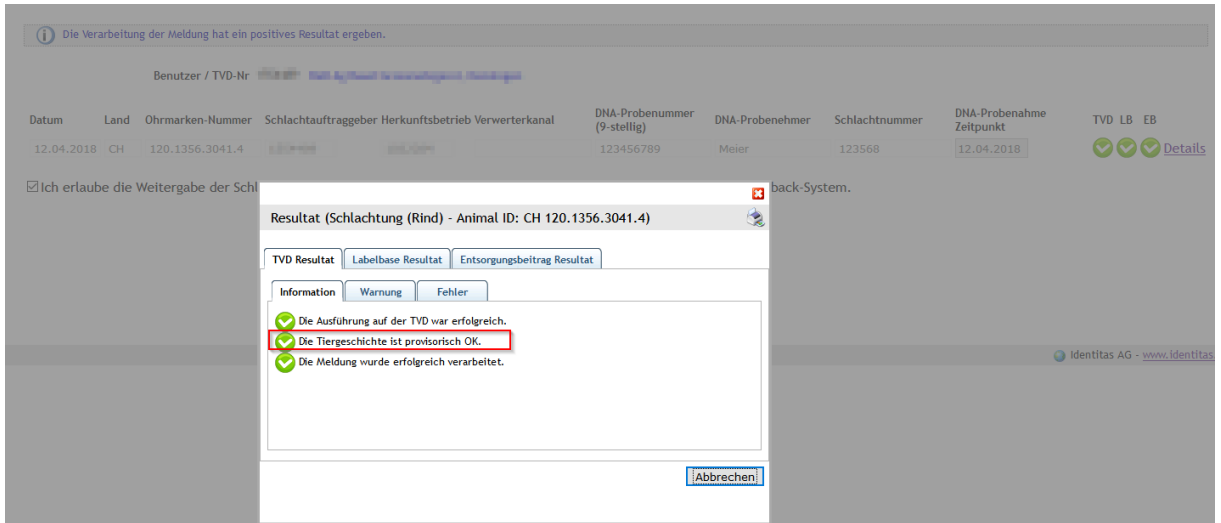 Die Verarbeitung der Meldung hat ein positives Resultat ergeben.
Benutzer / TVD-Nr
Datum Land Ohrmarken-Nummer Schlachtauftraggeber Herkunftsbetrieb Verwerterkanal DNA-Probenummer (9-stellig) DNA-Probenehmer Schlachtnummer DNA-Probenahme Zeitpunkt TVD LB EB
12.04.2018 CH 120.1356.3041.4 123456789 Meier 123568 12.04.2018 Details
Ich erlaube die Weitergabe der Schl back-System.
Resultat (Schlachtung (Rind) - Animal ID: CH 120.1356.3041.4)
TVD Resultat Labelbase Resultat Entsorgungsbeitrag Resultat
Information Warnung Fehler
Die Ausführung auf der TVD war erfolgreich.
Die Tiergeschichte ist provisorisch OK.
Die Meldung wurde erfolgreich verarbeitet.
Identitas AG - www.identitas
Abbrechen